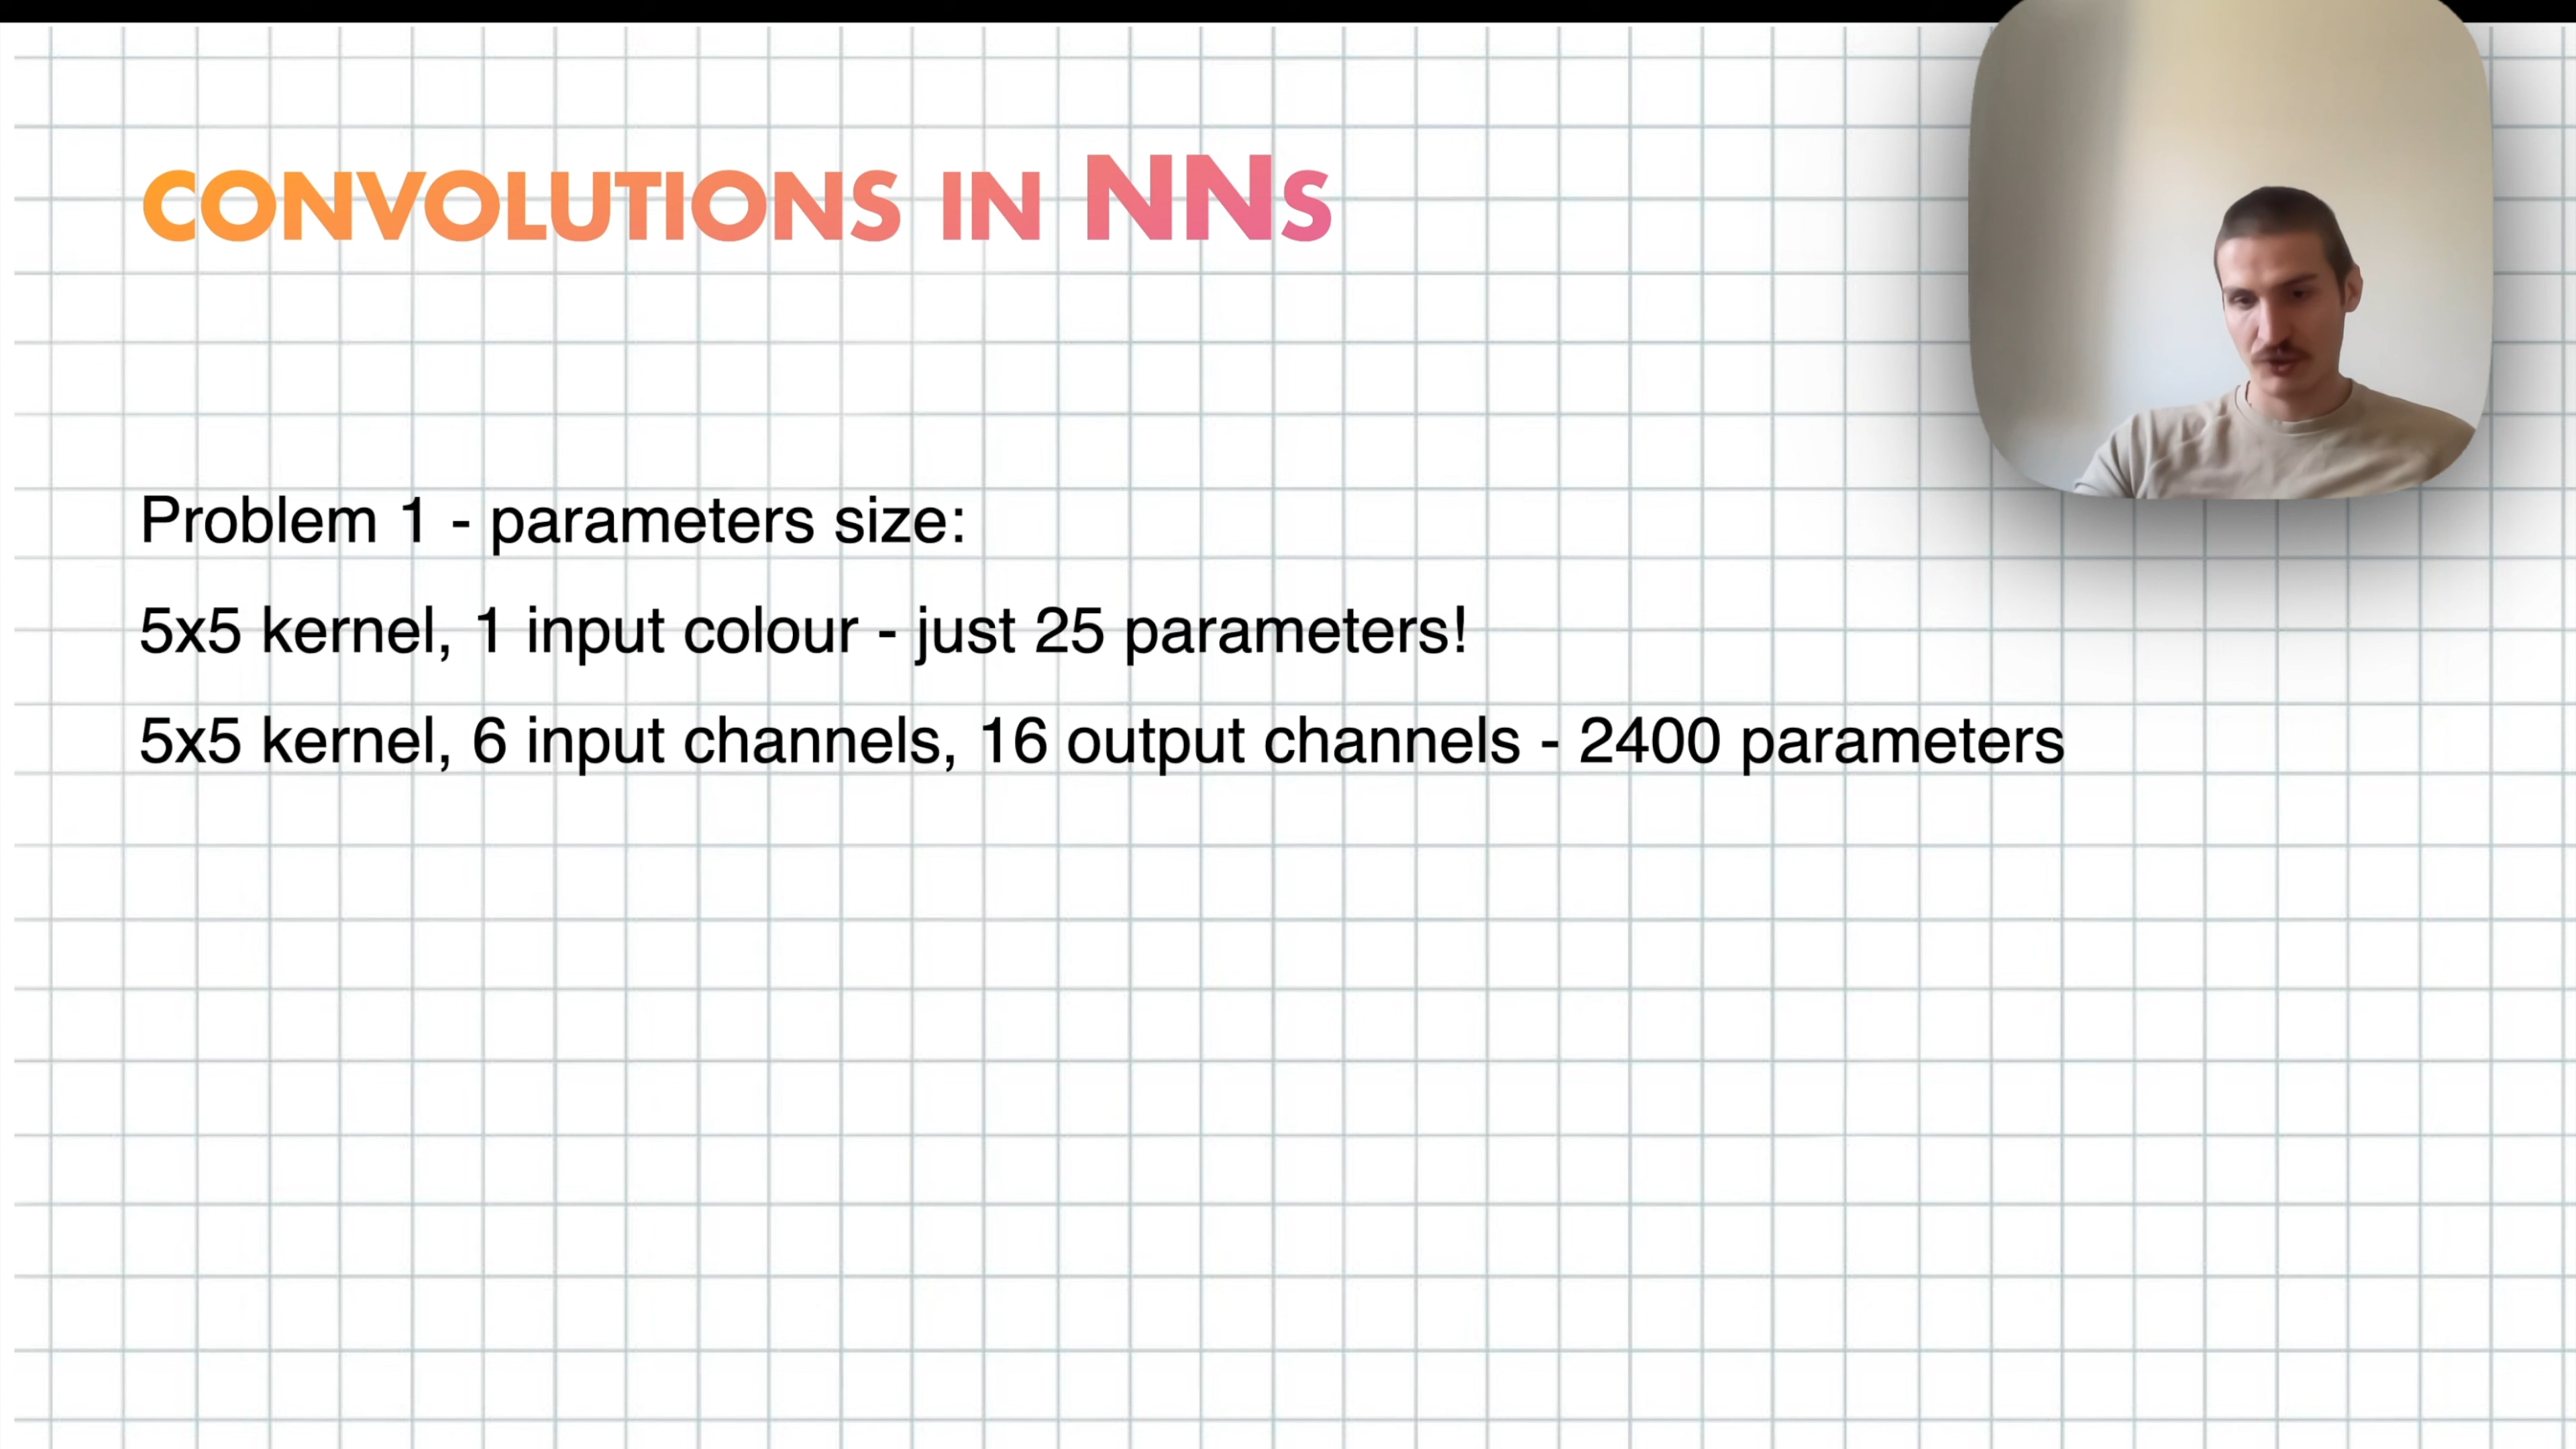 CONVOLUTIONS IN NNS
Problem 1 - parameters size:
5x5 kernel, 1 input colour - just 25 parameters!
5x5 kernel, 6 input channels, 16 output channels - 2400 parameters